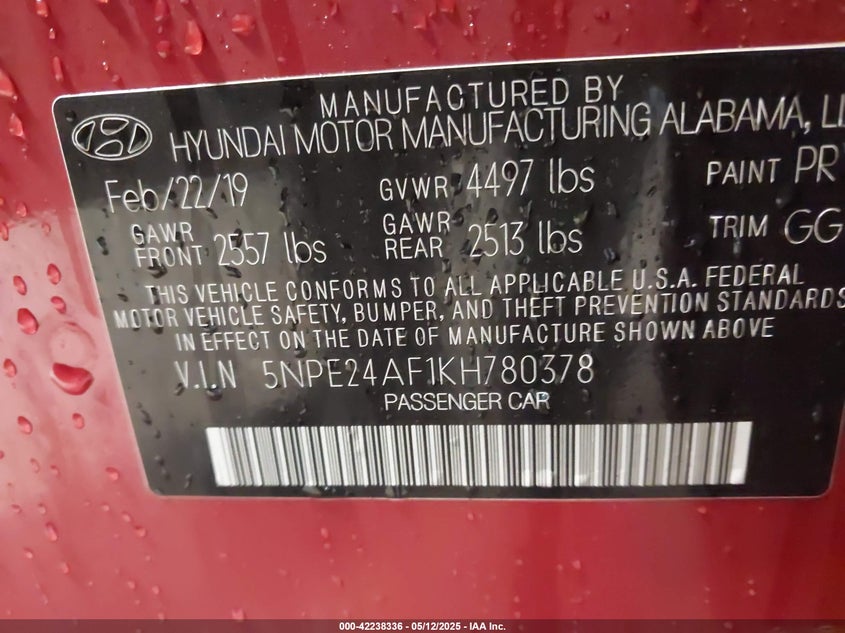 MANUFACTURED BY
HYUNDAI MOTOR MANUFACTURING ALABAMA,
Feb/22/19 GVWR 4497 lbs PAINT PR
GAWR FRONT 2557 lbs GAWR REAR 2513 lbs TRIM GG
THIS VEHICLE CONFORMS TO ALL APPLICABLE U.S.A. FEDERAL
MOTOR VEHICLE SAFETY, BUMPER, AND THEFT PREVENTION STANDARDS
IN EFFECT ON THE DATE OF MANUFACTURE SHOWN ABOVE
V.I.N 5NPE24AF1KH780378
PASSENGER CAR
000-42238336 - 05/12/2025 - IAA Inc.